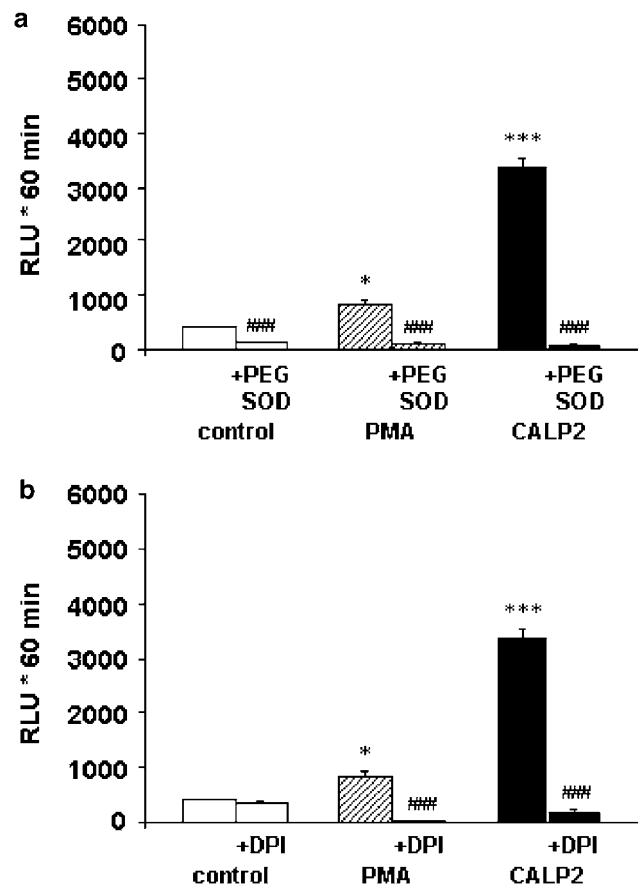 a
6000
5000
4000
3000
2000
1000
0
RLU * 60 min
###
*
###
***
###
+PEG SOD
+PEG SOD
+PEG SOD
control
PMA
CALP2
b
6000
5000
4000
3000
2000
1000
0
RLU * 60 min
*
###
***
###
+DPI
+DPI
+DPI
control
PMA
CALP2